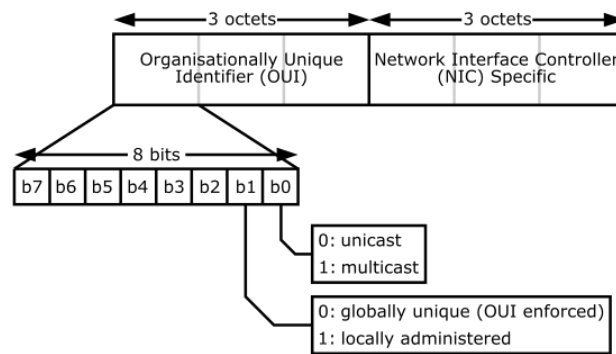 3 octets
3 octets
Organisationally Unique
Identifier (OUI)
Network Interface Controller
(NIC) Specific
8 bits
b7 b6 b5 b4 b3 b2 b1 b0
0: unicast
1: multicast
0: globally unique (OUI enforced)
1: locally administered